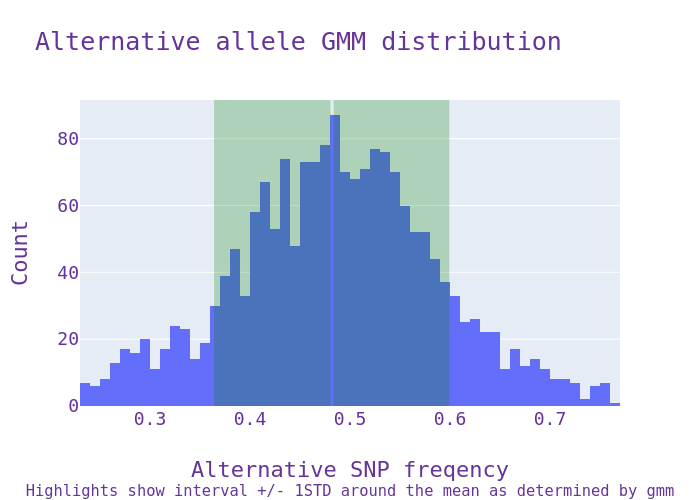 Alternative allele GMM distribution
80
60
40
20
0
Count
0.3
0.4
0.5
0.6
0.7
Alternative SNP freqency
Highlights show interval +/- 1STD around the mean as determined by gmm